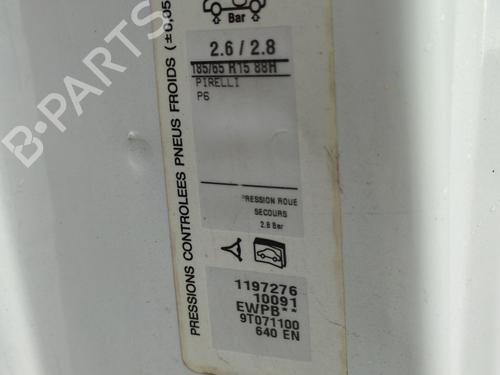 PRESSIONS CONTROLEES PNEUS FROIDS (±0,05
Bar
2.6 / 2.8
185/65 R15 88H
PIRELLI
P6
PRESSION ROUE
SECOURS
2.8 Bar
1197276
10091
EWPB**
9T071100
640 EN
B-PARTS